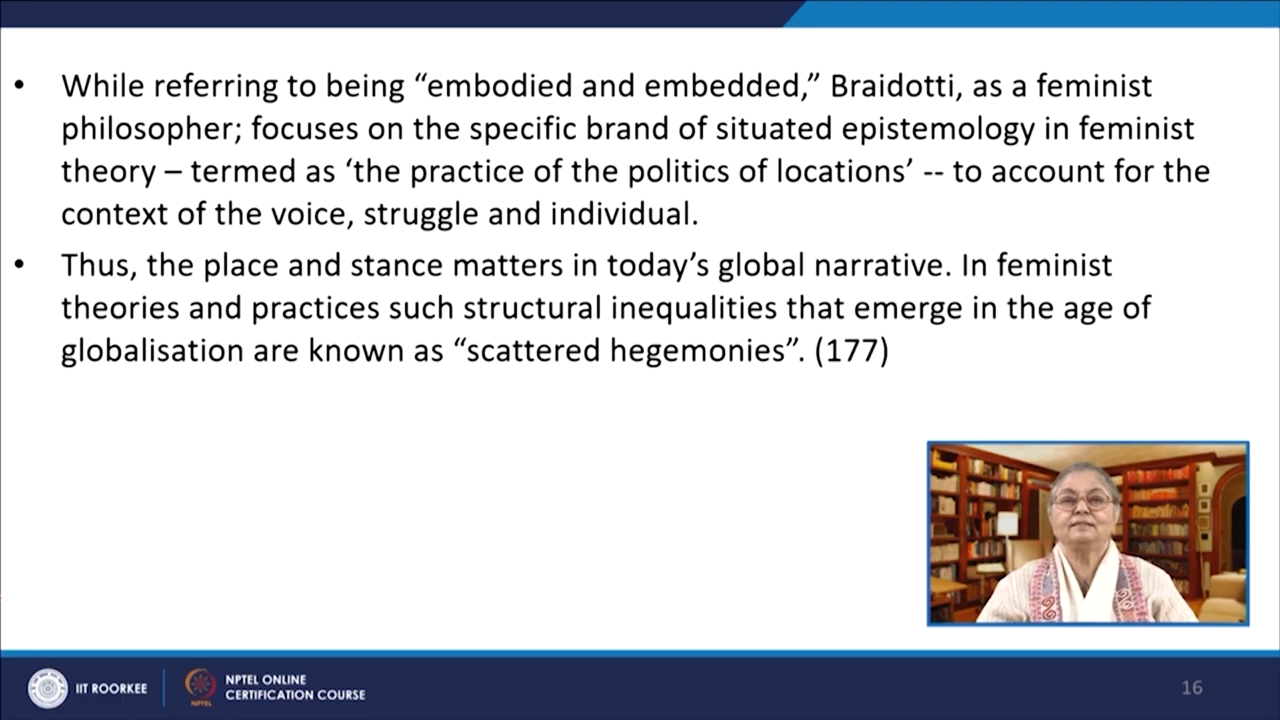 • While referring to being “embodied and embedded,” Braidotti, as a feminist
philosopher; focuses on the specific brand of situated epistemology in feminist
theory – termed as ‘the practice of the politics of locations’ -- to account for the
context of the voice, struggle and individual.
• Thus, the place and stance matters in today’s global narrative. In feminist
theories and practices such structural inequalities that emerge in the age of
globalisation are known as “scattered hegemonies”. (177)
IIT ROORKEE
NPTEL
NPTEL ONLINE
CERTIFICATION COURSE
16